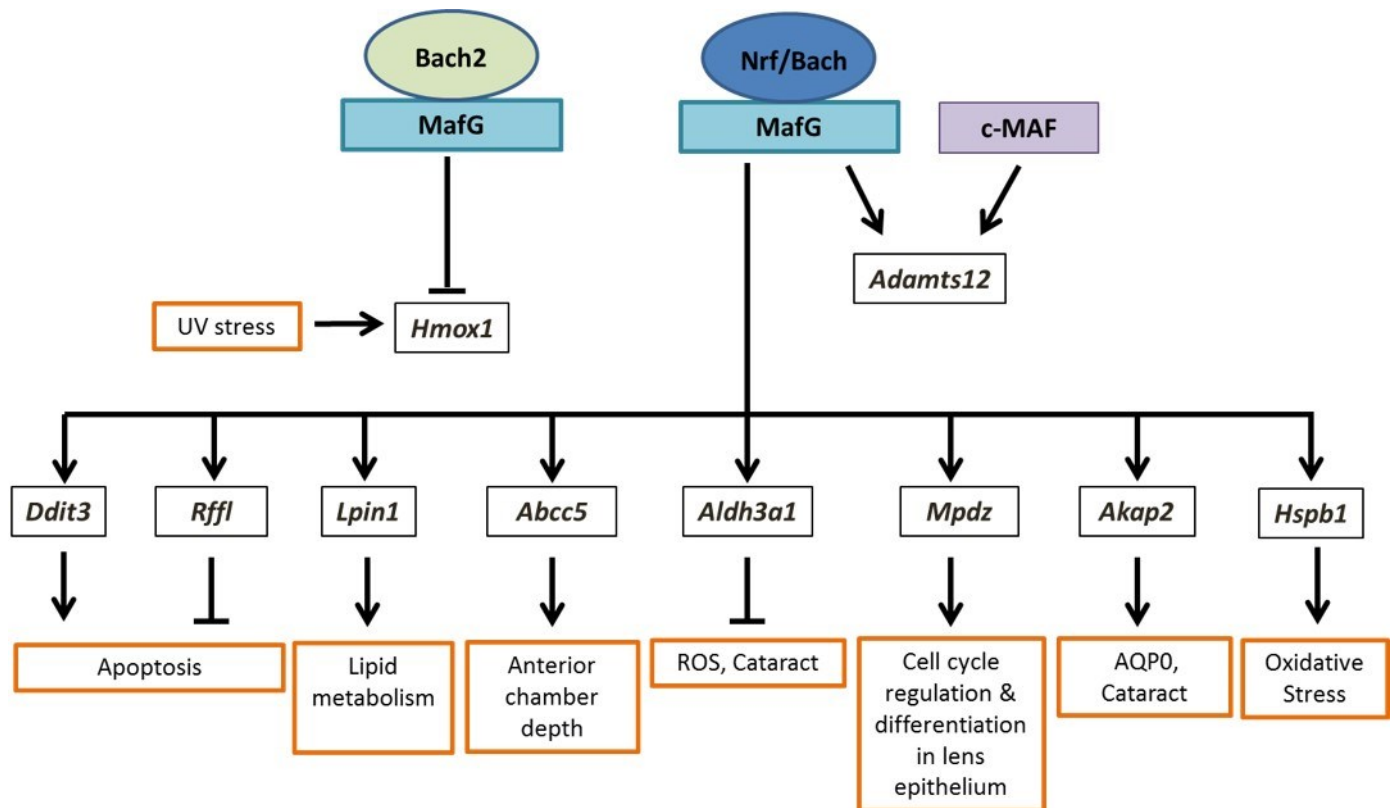 Bach2
Nrf/Bach
MafG
MafG
c-MAF
Adamts12
UV stress
Hmox1
Ddit3
Rffl
Lpin1
Abcc5
Aldh3a1
Mpdz
Akap2
Hspb1
Apoptosis
Lipid
metabolism
Anterior
chamber
depth
ROS, Cataract
Cell cycle
regulation &
differentiation
in lens
epithelium
AQP0,
Cataract
Oxidative
Stress